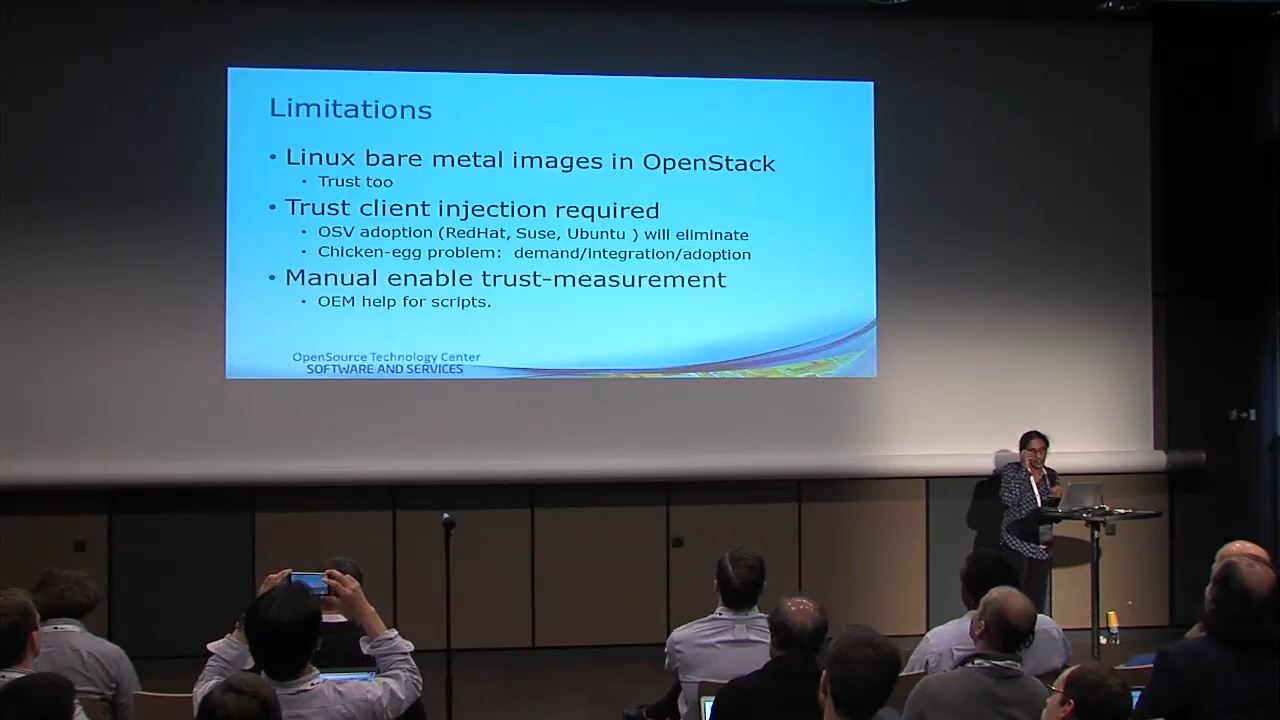 Limitations
• Linux bare metal images in OpenStack
• Trust too
• Trust client injection required
• OSV adoption (RedHat, Suse, Ubuntu ) will eliminate
• Chicken-egg problem: demand/integration/adoption
• Manual enable trust-measurement
• OEM help for scripts.
OpenSource Technology Center
SOFTWARE AND SERVICES